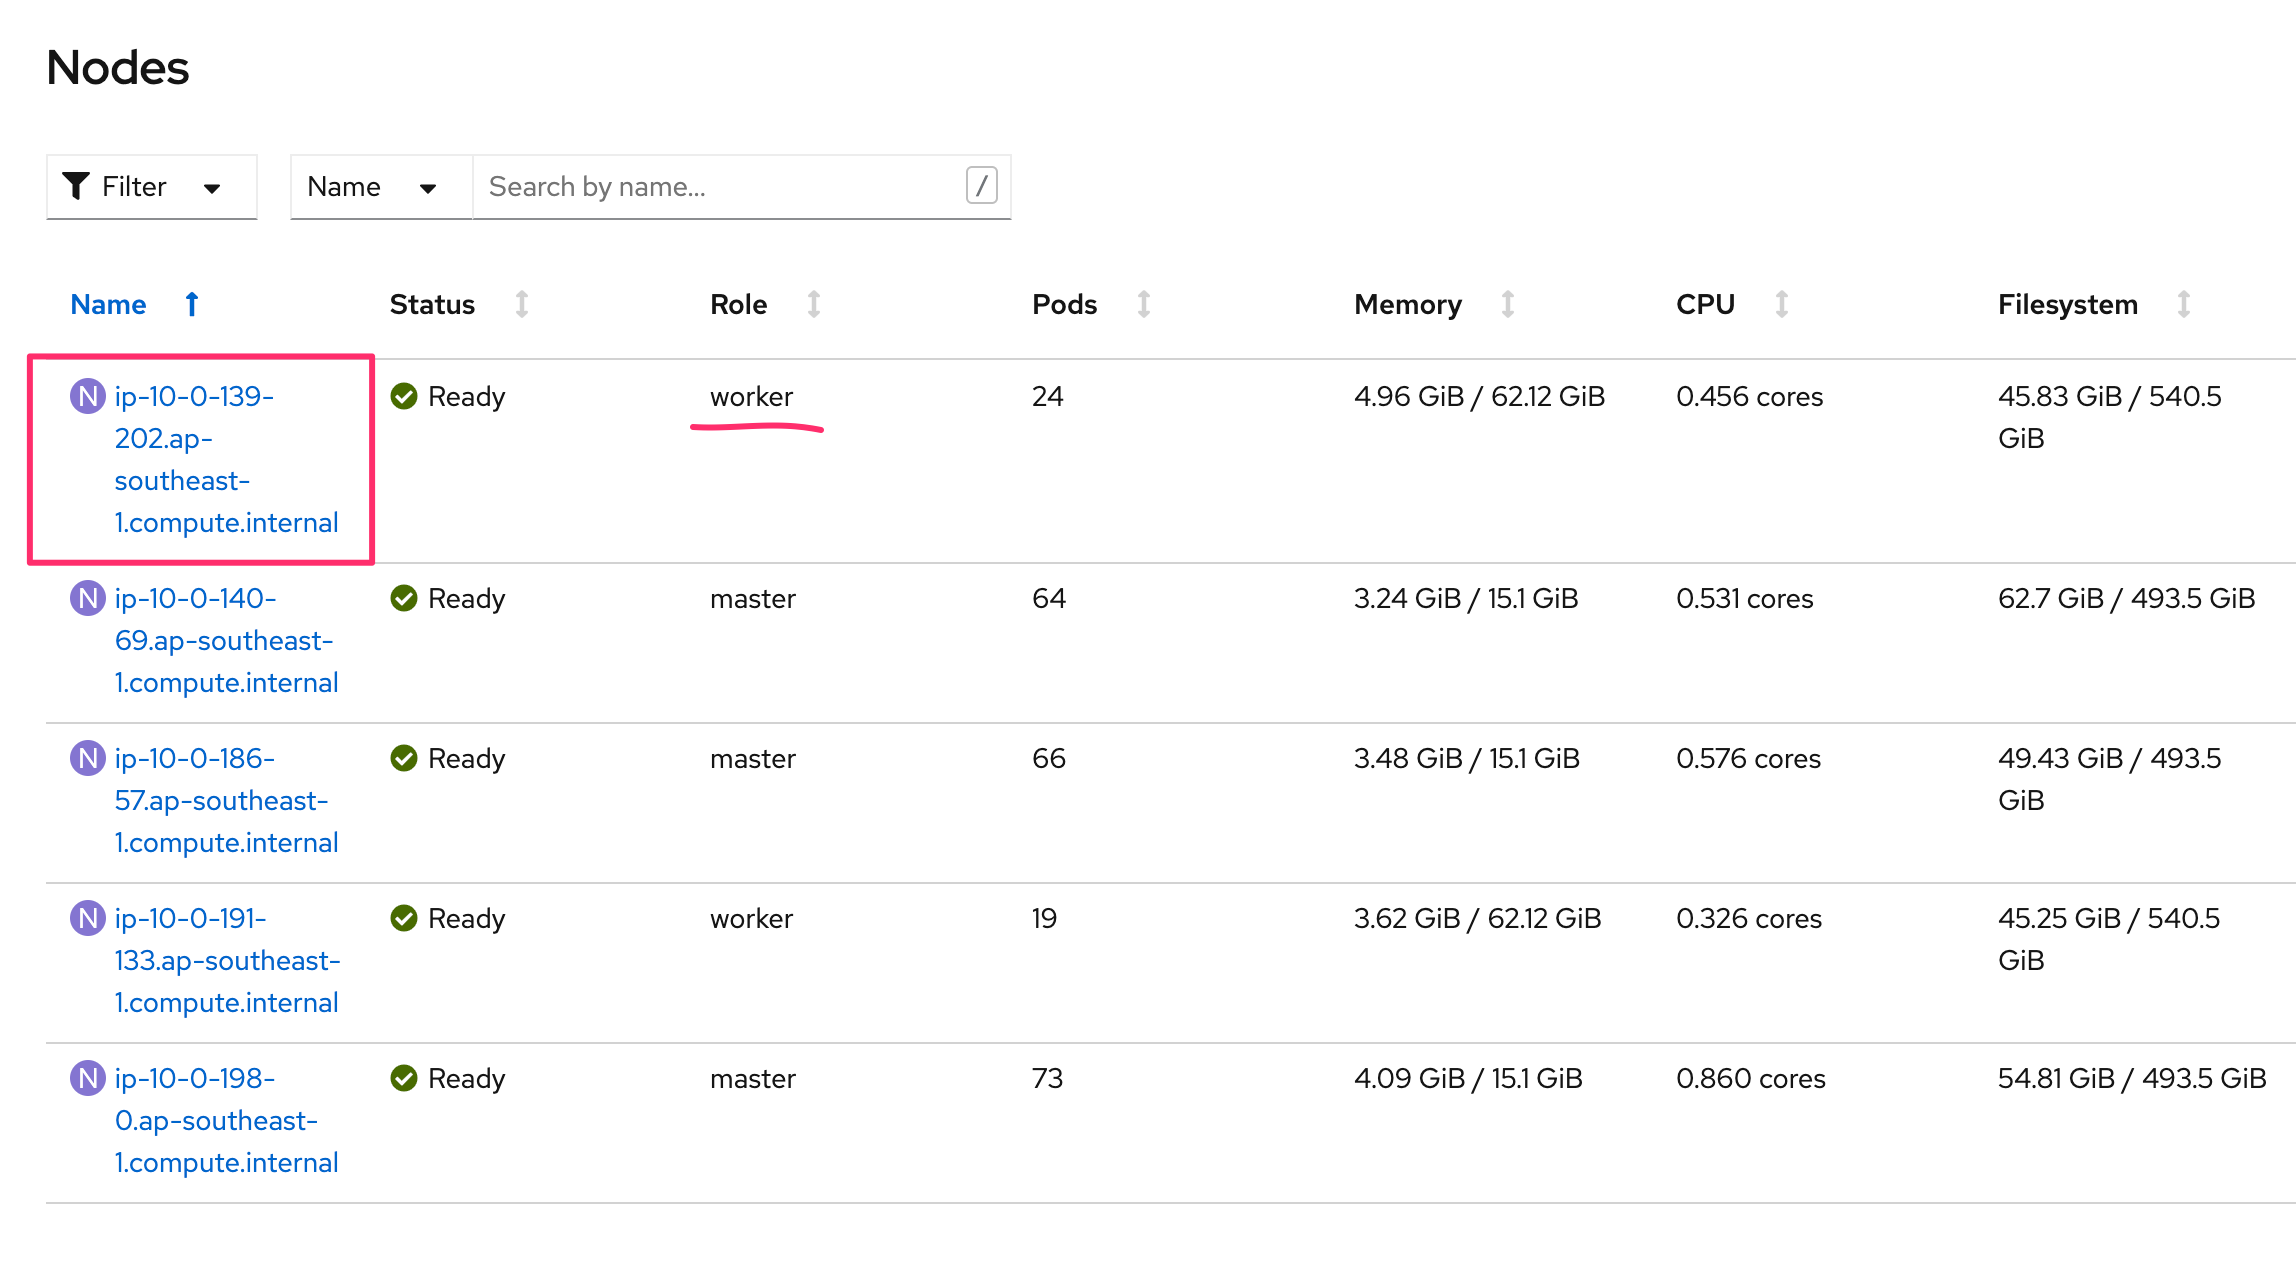 Nodes
Filter
Name
Search by name...
/
Name Status Role Pods Memory CPU Filesystem
N ip-10-0-139- Ready worker 24 4.96 GiB / 62.12 GiB 0.456 cores 45.83 GiB / 540.5
202.ap- GiB
southeast-
1.compute.internal
N ip-10-0-140- Ready master 64 3.24 GiB / 15.1 GiB 0.531 cores 62.7 GiB / 493.5 GiB
69.ap-southeast-
1.compute.internal
N ip-10-0-186- Ready master 66 3.48 GiB / 15.1 GiB 0.576 cores 49.43 GiB / 493.5
57.ap-southeast- GiB
1.compute.internal
N ip-10-0-191- Ready worker 19 3.62 GiB / 62.12 GiB 0.326 cores 45.25 GiB / 540.5
133.ap-southeast- GiB
1.compute.internal
N ip-10-0-198- Ready master 73 4.09 GiB / 15.1 GiB 0.860 cores 54.81 GiB / 493.5 GiB
0.ap-southeast-
1.compute.internal